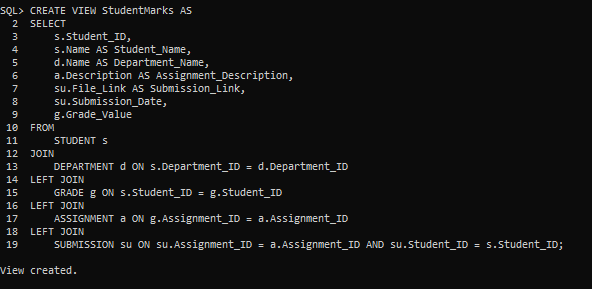 SQL> CREATE VIEW StudentMarks AS
  2  SELECT
  3      s.Student_ID,
  4      s.Name AS Student_Name,
  5      d.Name AS Department_Name,
  6      a.Description AS Assignment_Description,
  7      su.File_Link AS Submission_Link,
  8      su.Submission_Date,
  9      g.Grade_Value
 10  FROM
 11      STUDENT s
 12  JOIN
 13      DEPARTMENT d ON s.Department_ID = d.Department_ID
 14  LEFT JOIN
 15      GRADE g ON s.Student_ID = g.Student_ID
 16  LEFT JOIN
 17      ASSIGNMENT a ON g.Assignment_ID = a.Assignment_ID
 18  LEFT JOIN
 19      SUBMISSION su ON su.Assignment_ID = a.Assignment_ID AND su.Student_ID = s.Student_ID;
View created.